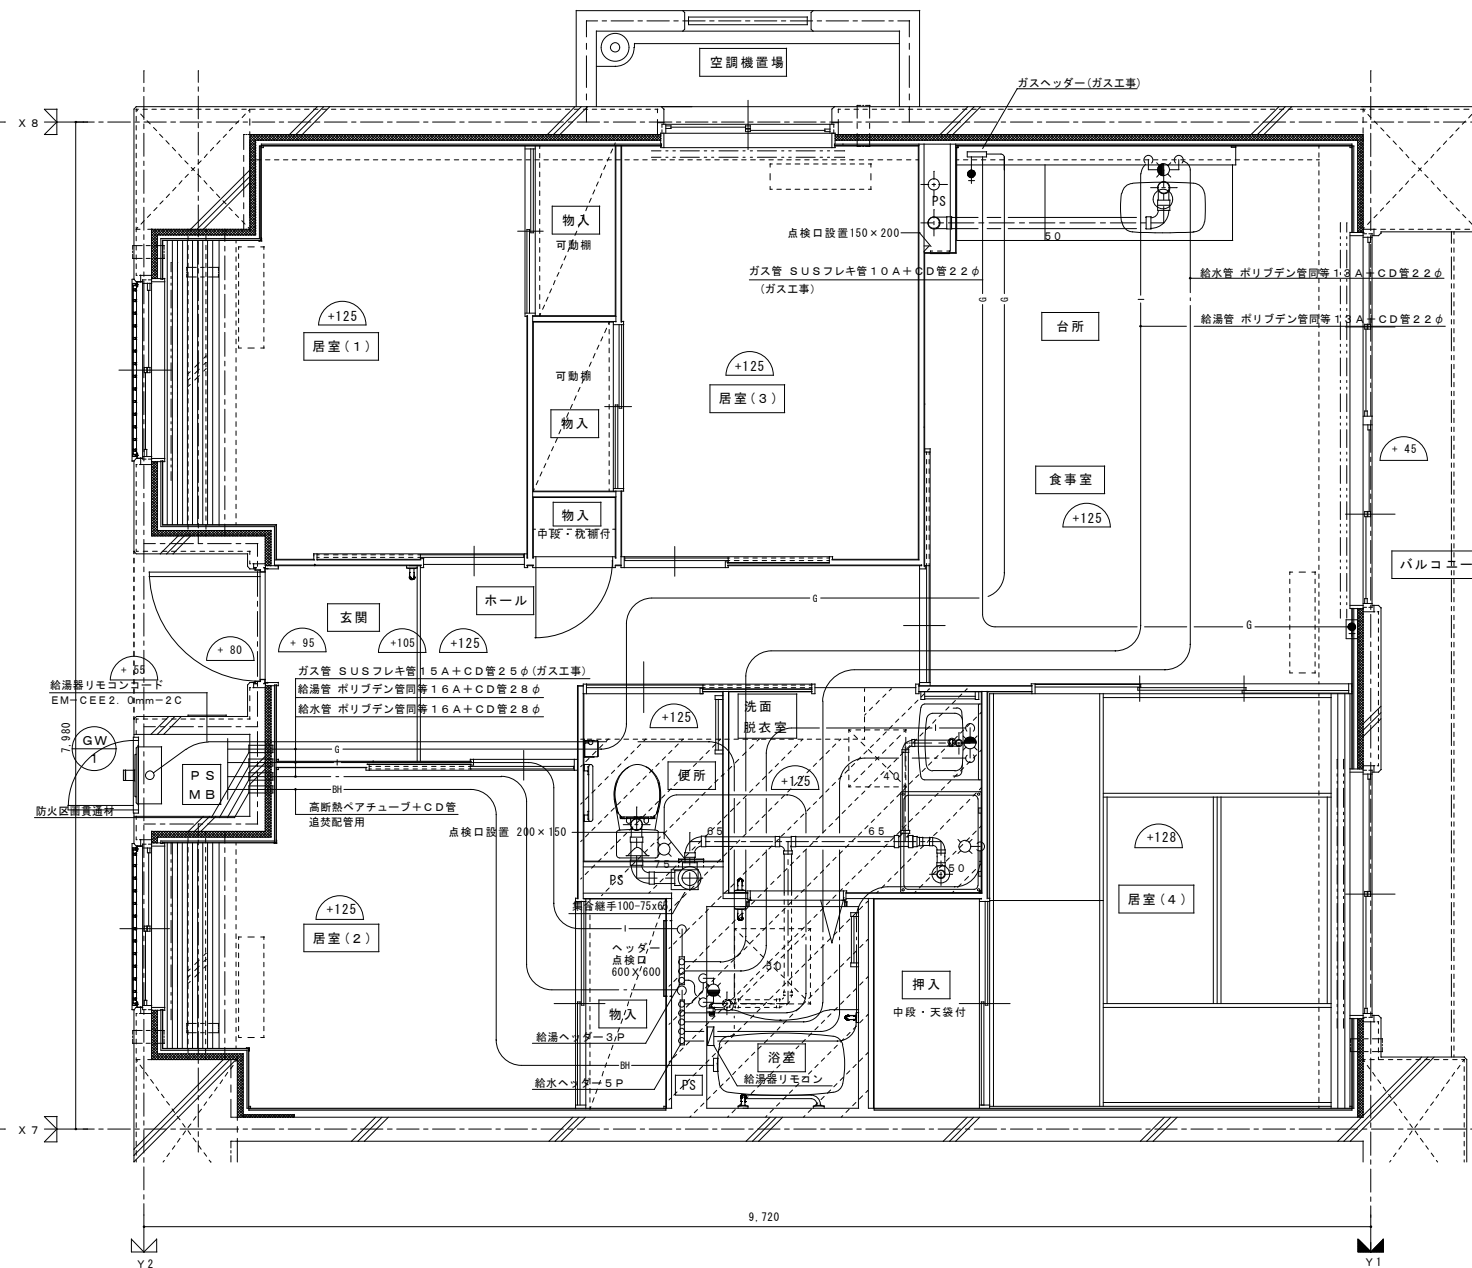 空調機置場
ガスヘッダー(ガス工事)
X8
PS
物入
可動棚
点検口設置150×200
50
ガス管 SUSフレキ管10A+CD管22φ
(ガス工事)
給水管 ポリブデン管同等13A+CD管22φ
G
G
I
+125
居室(1)
台所
給湯管 ポリブデン管同等13A+CD管22φ
可動棚
+125
居室(3)
物入
+45
食事室
物入
+125
中段・枕棚付
バルコニー
ホール
G
玄関
G
+80
+95
+105
+125
+55
ガス管 SUSフレキ管15A+CD管25φ(ガス工事)
給湯器リモコンコード
給湯管 ポリブデン管同等16A+CD管28φ
EM-CEE2.0mm-2C
給水管 ポリブデン管同等16A+CD管28φ
+125
洗面
脱衣室
7,980
GW
1
G
I
PS
MB
BH
便所
+125
40
高断熱ペアチューブ+CD管
追焚配管用
防火区画貫通材
点検口設置 200×150
65
65
+128
75
50
PS
+125
居室(2)
集合継手100-75x65
居室(4)
I
ヘッダー
点検口
600X600
50
押入
中段・天袋付
物入
給湯ヘッダー3P
浴室
BH
給湯器リモコン
給水ヘッダー5P
PS
X7
9,720
Y2
Y1